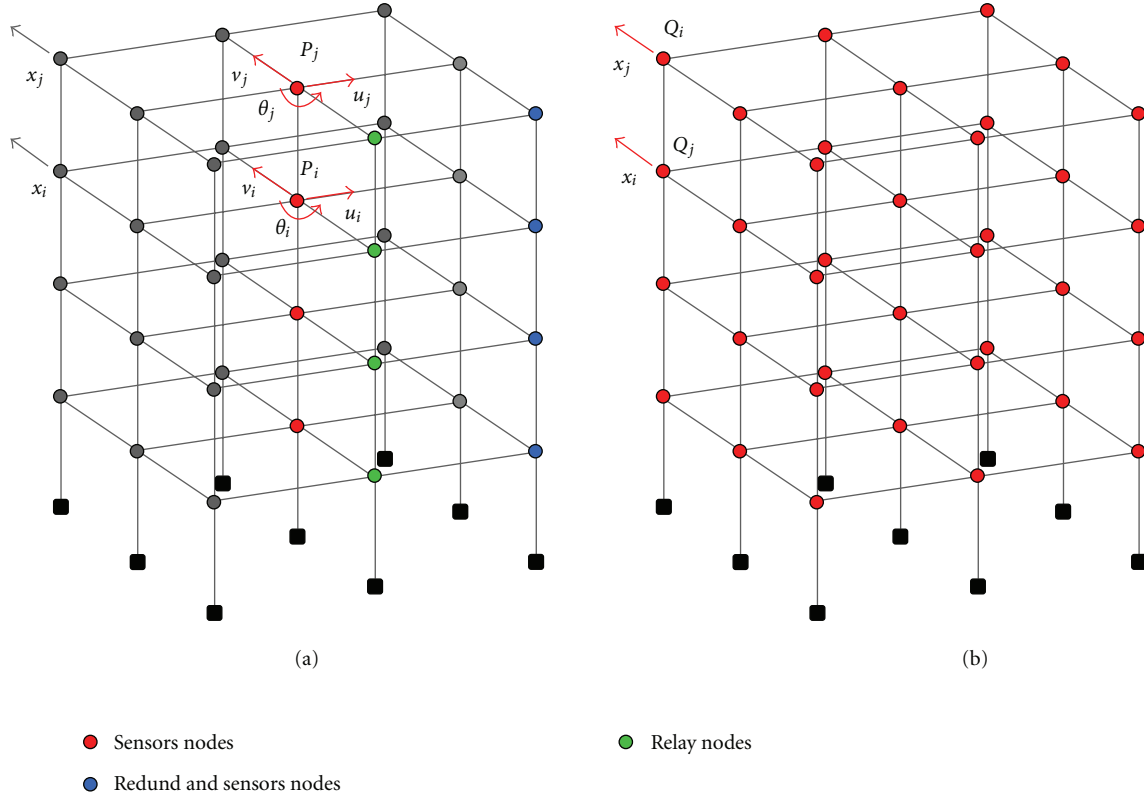 P_j
Q_i
x_j
v_j
u_j
x_j
θ_j
P_i
Q_j
x_i
v_i
u_i
x_i
θ_i
(a)
(b)
Sensors nodes
Relay nodes
Redund and sensors nodes